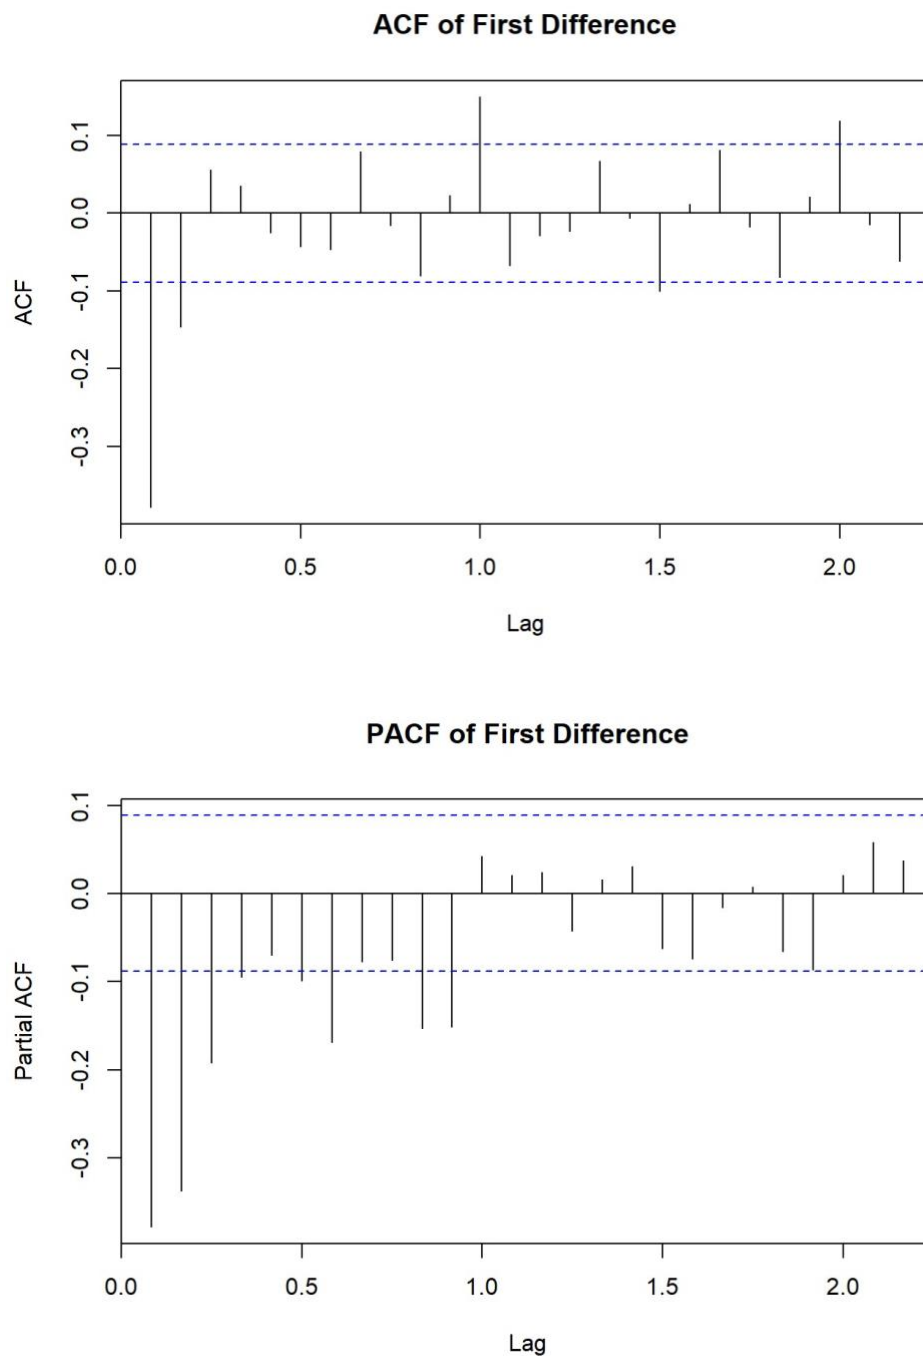 ACF of First Difference
0.1
0.0
-0.1
-0.2
-0.3
ACF
0.0 0.5 1.0 1.5 2.0
Lag
PACF of First Difference
0.1
0.0
-0.1
-0.2
-0.3
Partial ACF
0.0 0.5 1.0 1.5 2.0
Lag